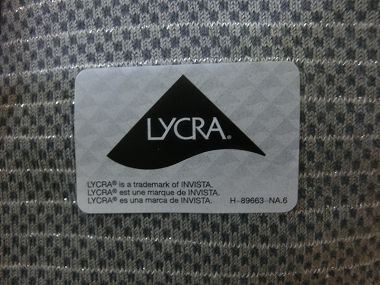 LYCRA®
LYCRA® is a trademark of INVISTA.
LYCRA® est une marque de INVISTA.
LYCRA® es una marca de INVISTA. H-89663-NA.6